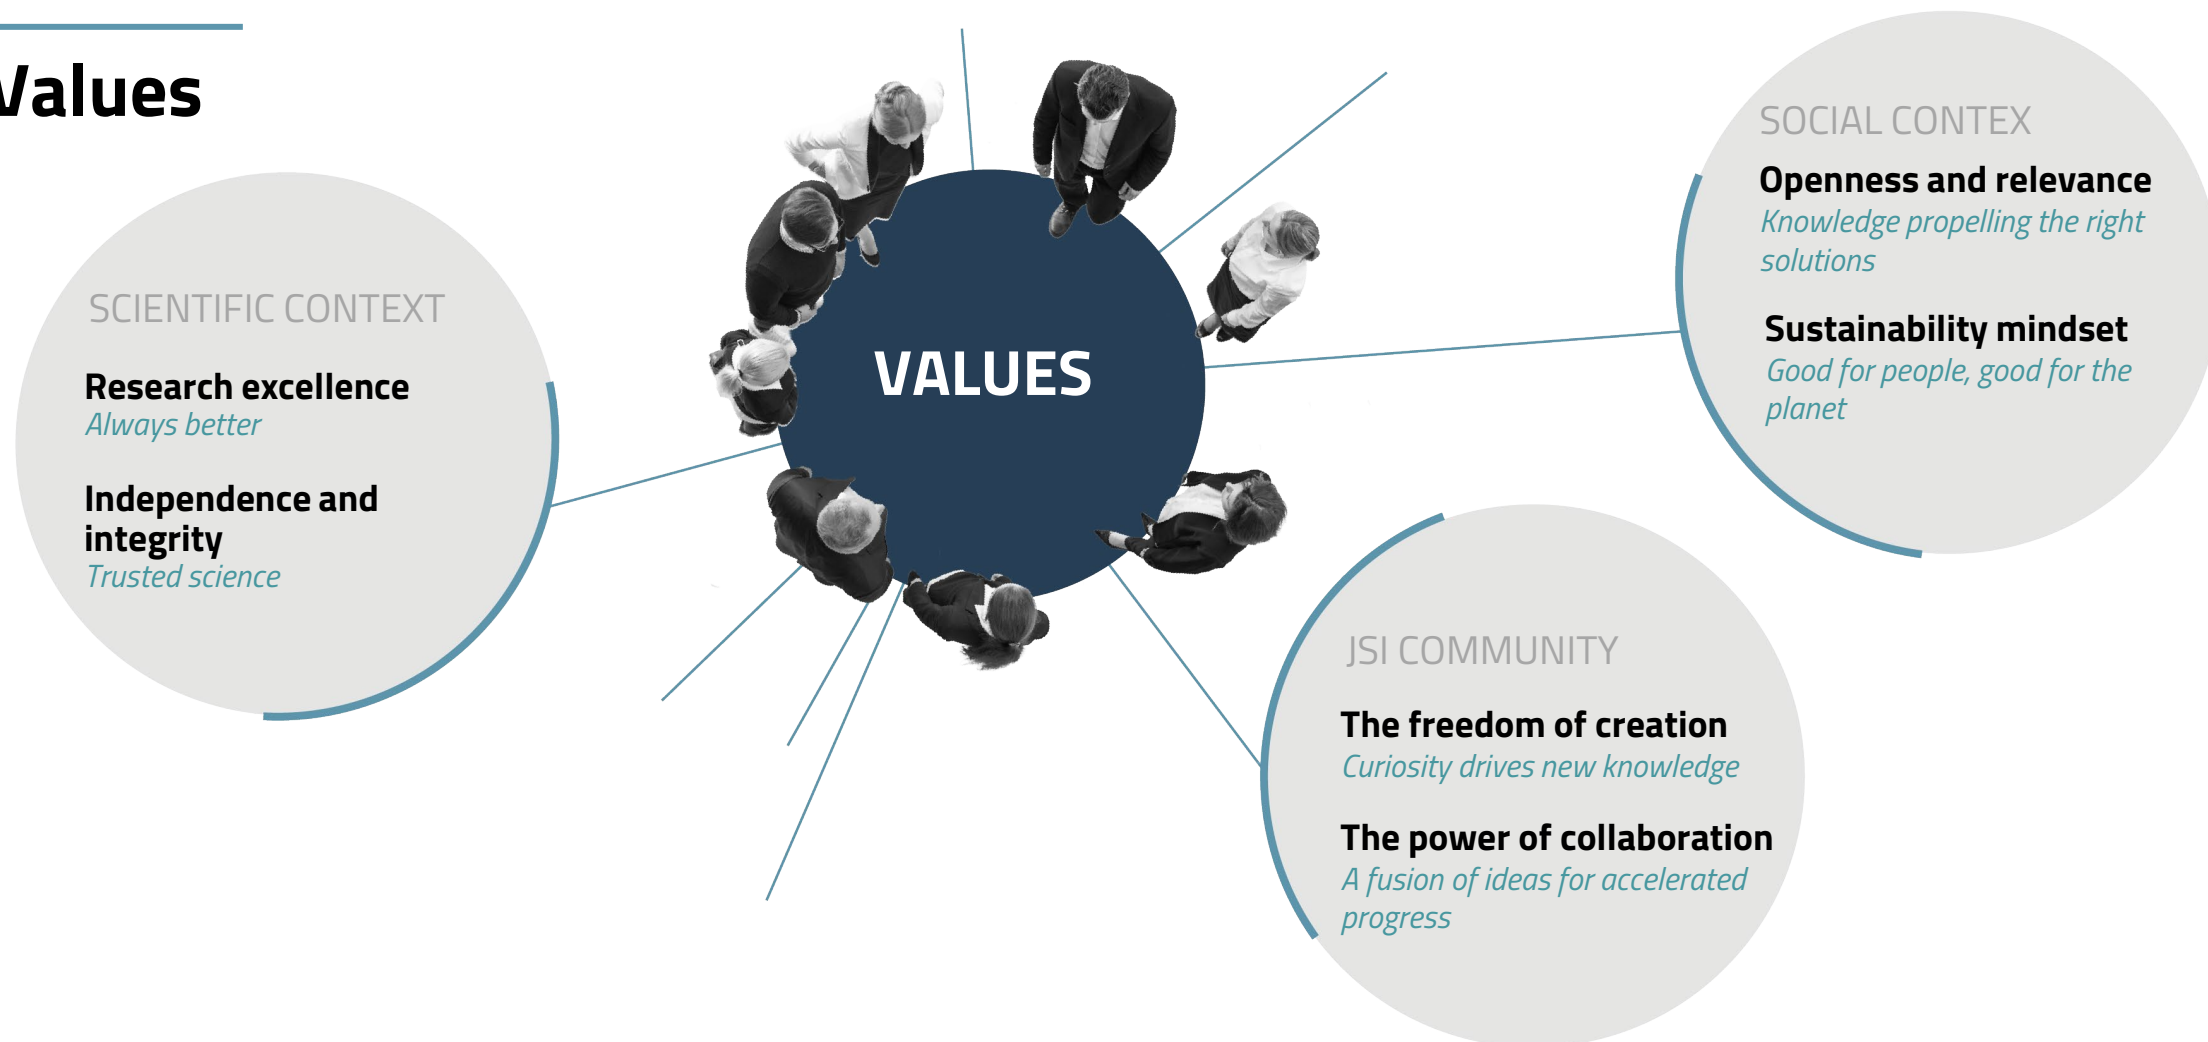 Values
SCIENTIFIC CONTEXT
Research excellence
Always better
Independence and
integrity
Trusted science
VALUES
SOCIAL CONTEX
Openness and relevance
Knowledge propelling the right
solutions
Sustainability mindset
Good for people, good for the
planet
JSI COMMUNITY
The freedom of creation
Curiosity drives new knowledge
The power of collaboration
A fusion of ideas for accelerated
progress